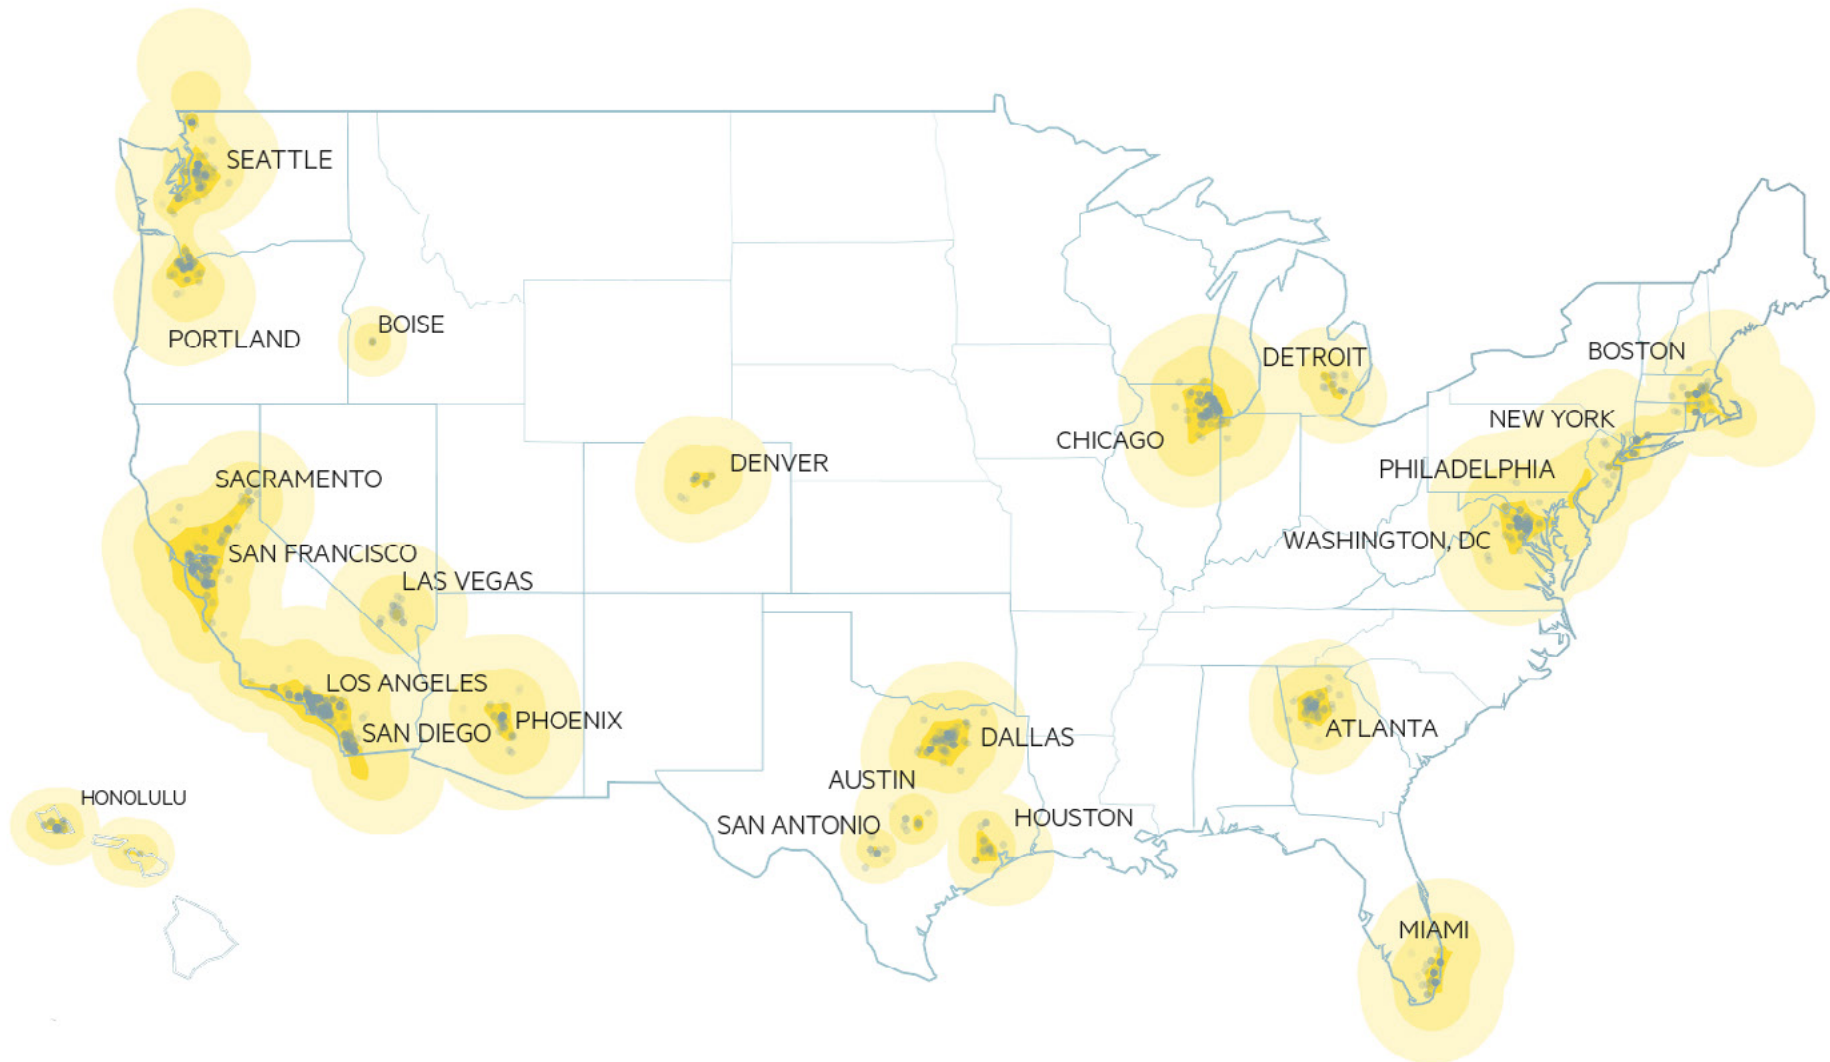 SEATTLE
BOISE
PORTLAND
DETROIT
BOSTON
NEW YORK
CHICAGO
DENVER
PHILADELPHIA
SACRAMENTO
WASHINGTON, DC
SAN FRANCISCO
LAS VEGAS
LOS ANGELES
PHOENIX
SAN DIEGO
ATLANTA
DALLAS
AUSTIN
HONOLULU
HOUSTON
SAN ANTONIO
MIAMI